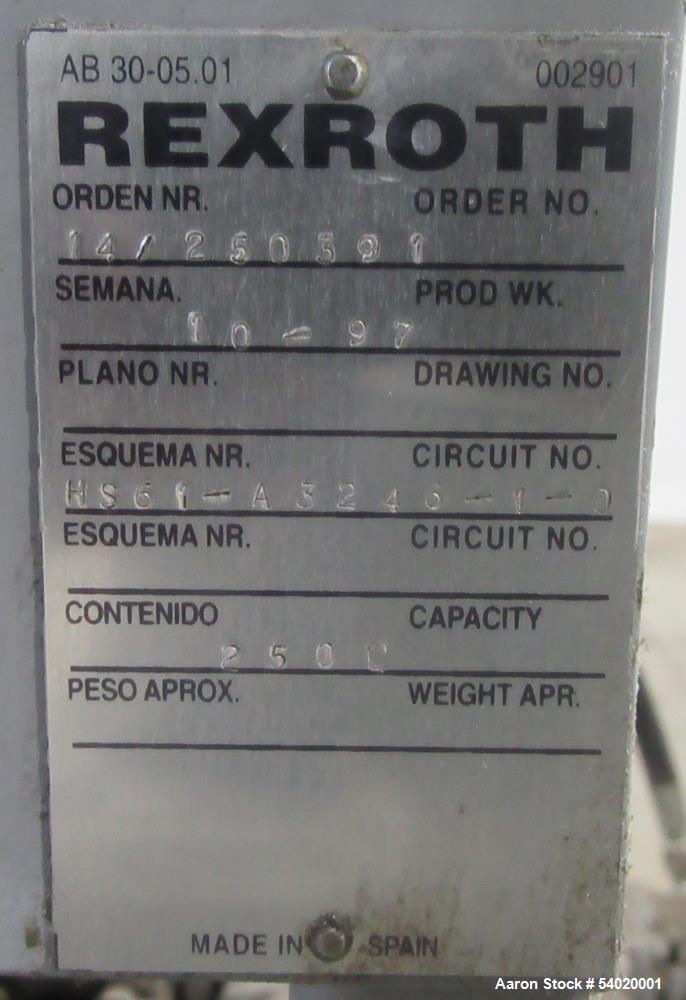 AB 30-05.01 002901
REXROTH
ORDEN NR. ORDER NO.
14/250391
SEMANA. PROD WK.
10-97
PLANO NR. DRAWING NO.
ESQUEMA NR. CIRCUIT NO.
HS61-A3246-1-0
ESQUEMA NR. CIRCUIT NO.
CONTENIDO CAPACITY
250L
PESO APROX. WEIGHT APR.
MADE IN SPAIN
Aaron Stock # 54020001